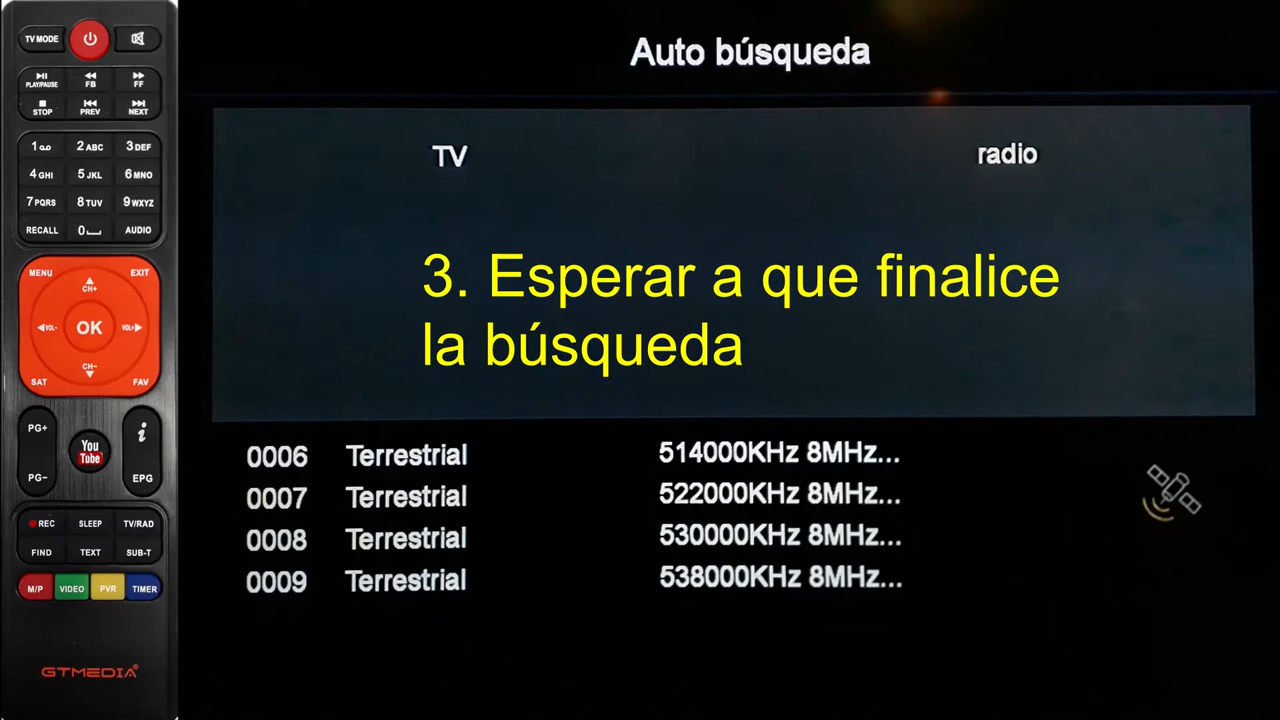 TV MODE
PLAY/PAUSE FB FF
STOP PREV NEXT
1 2 ABC 3 DEF
4 GHI 5 JKL 6 MNO
7 PQRS 8 TUV 9 WXYZ
RECALL 0 AUDIO
MENU EXIT
CH+
VOL- OK VOL+
CH-
SAT FAV
PG+ i
You
Tube
PG- EPG
REC SLEEP TV/RAD
FIND TEXT SUB-T
M/P VIDEO PVR TIMER
GTMEDIA®
Auto búsqueda
TV radio
3. Esperar a que finalice
la búsqueda
0006 Terrestrial 514000KHz 8MHz...
0007 Terrestrial 522000KHz 8MHz...
0008 Terrestrial 530000KHz 8MHz...
0009 Terrestrial 538000KHz 8MHz...